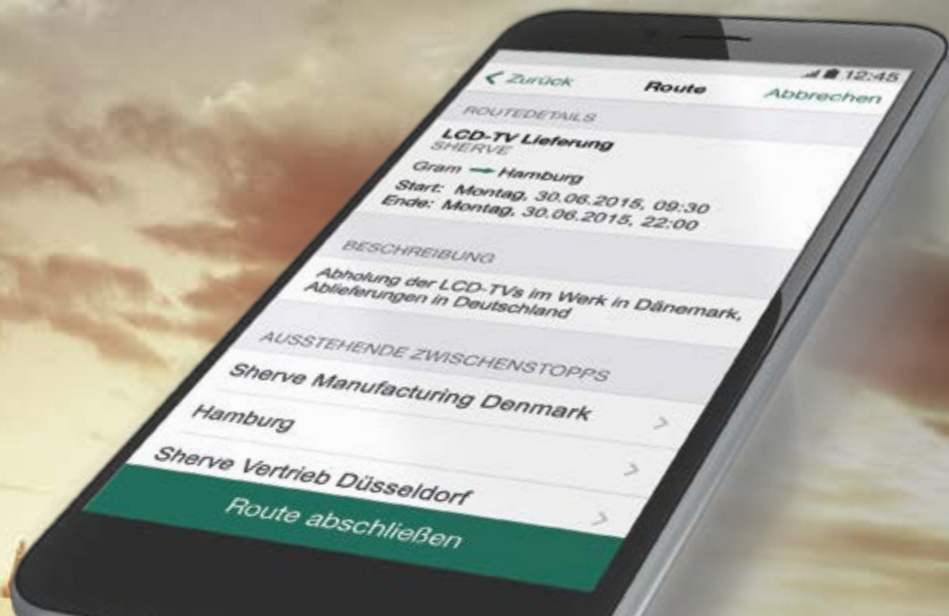 12:45
Zurück Route Abbrechen
ROUTEDETAILS
LCD-TV Lieferung
SHERVE
Gram → Hamburg
Start: Montag, 30.06.2015, 09:30
Ende: Montag, 30.06.2015, 22:00
BESCHREIBUNG
Abholung der LCD-TVs im Werk in Dänemark,
Ablieferungen in Deutschland
AUSSTEHENDE ZWISCHENSTOPPS
Sherve Manufacturing Denmark
Hamburg
Sherve Vertrieb Düsseldorf
Route abschließen